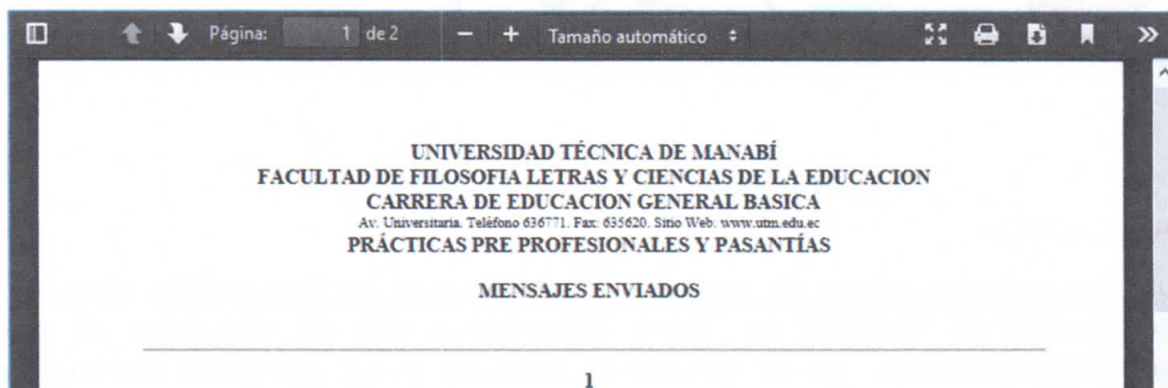 Página: 1 de 2 − + Tamaño automático
UNIVERSIDAD TÉCNICA DE MANABÍ
FACULTAD DE FILOSOFIA LETRAS Y CIENCIAS DE LA EDUCACION
CARRERA DE EDUCACION GENERAL BASICA
Av. Universitaria. Teléfono 636771. Fax: 635620. Sitio Web: www.utm.edu.ec
PRÁCTICAS PRE PROFESIONALES Y PASANTÍAS
MENSAJES ENVIADOS
1